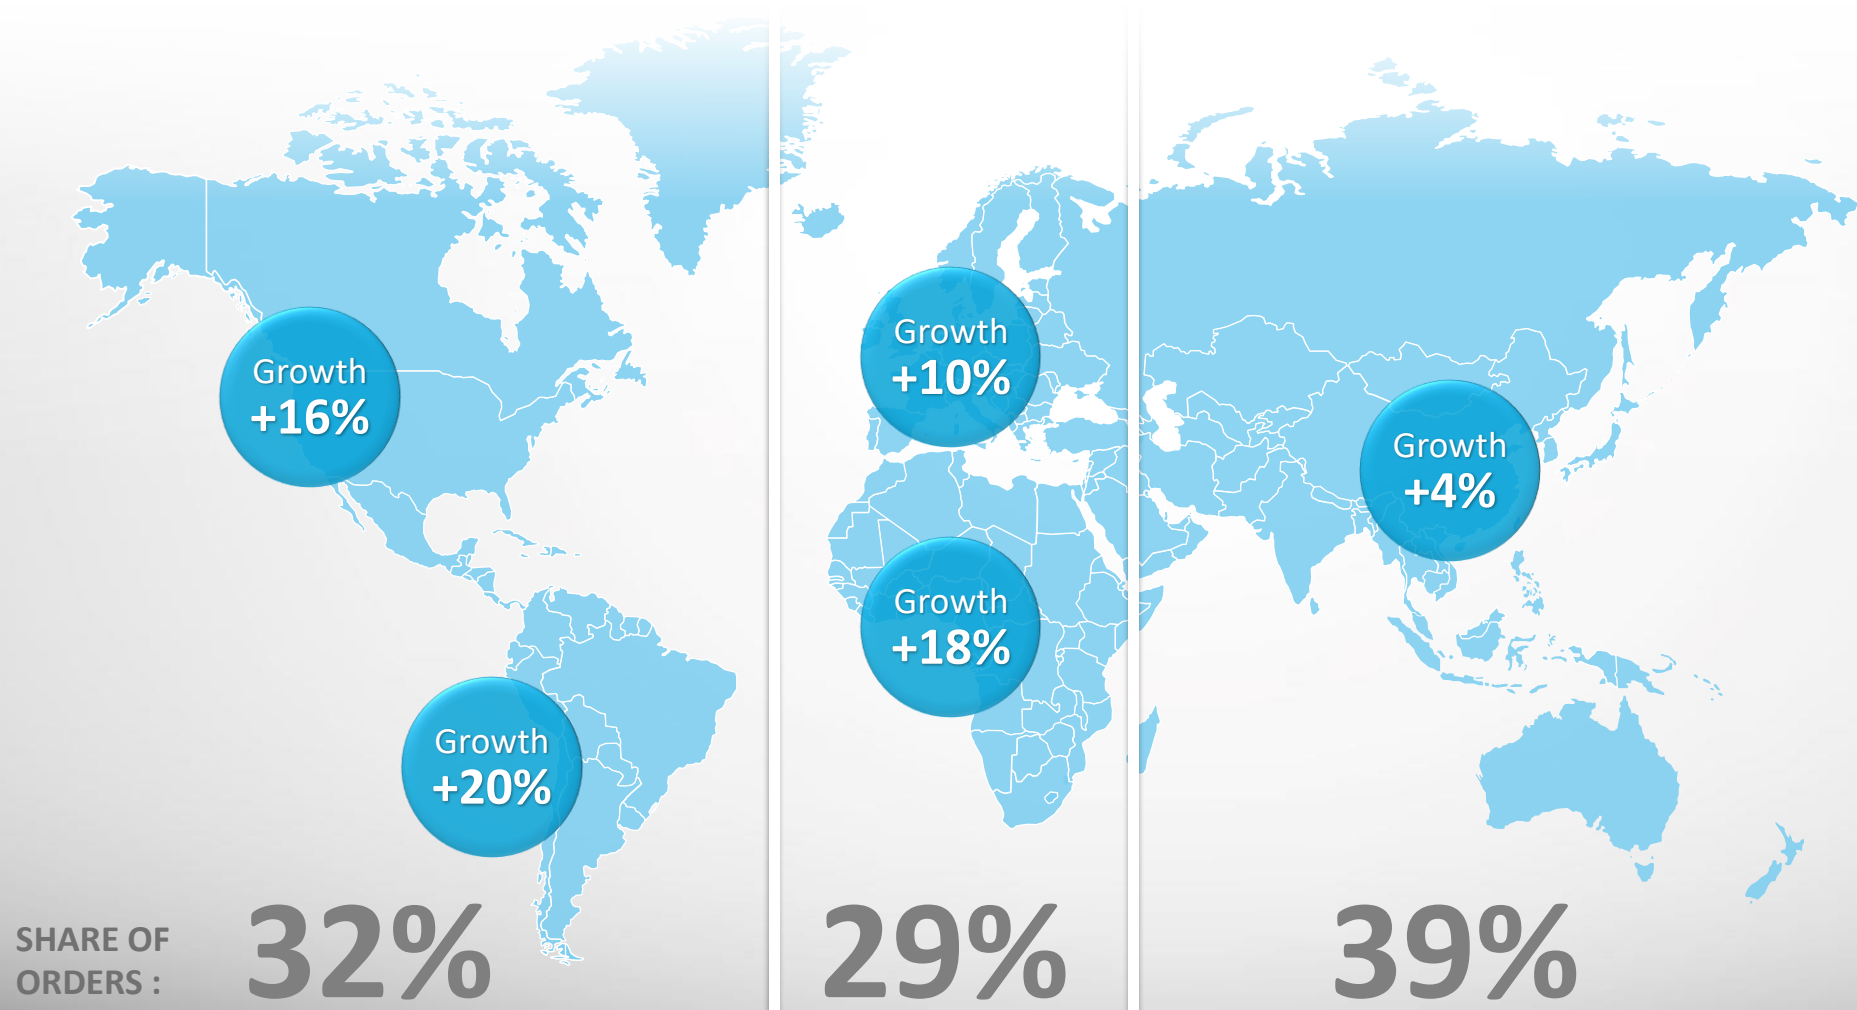 Growth
+16%
Growth
+20%
Growth
+10%
Growth
+18%
Growth
+4%
SHARE OF
ORDERS :
32%
29%
39%